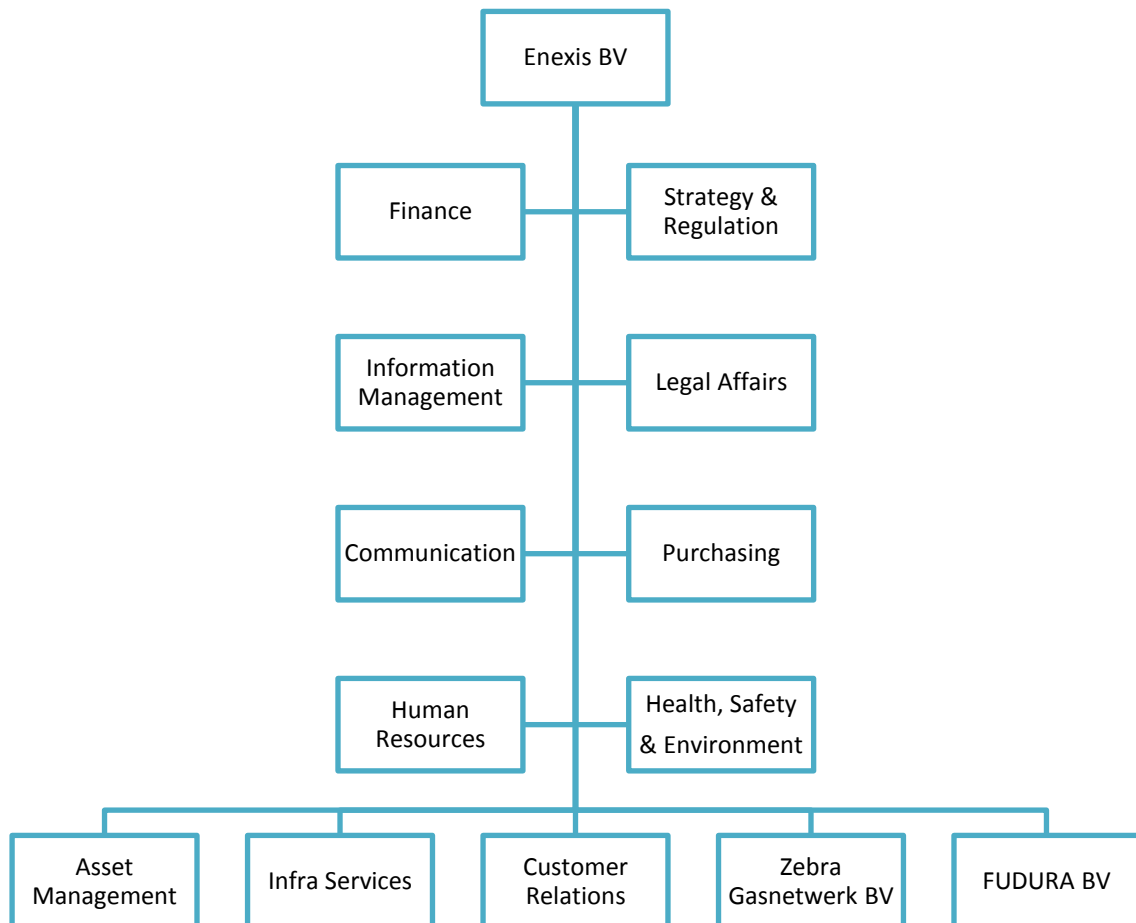 Enexis BV
Finance
Strategy &
Regulation
Information
Management
Legal Affairs
Communication
Purchasing
Human
Resources
Health, Safety
& Environment
Asset
Management
Infra Services
Customer
Relations
Zebra
Gasnetwerk BV
FUDURA BV